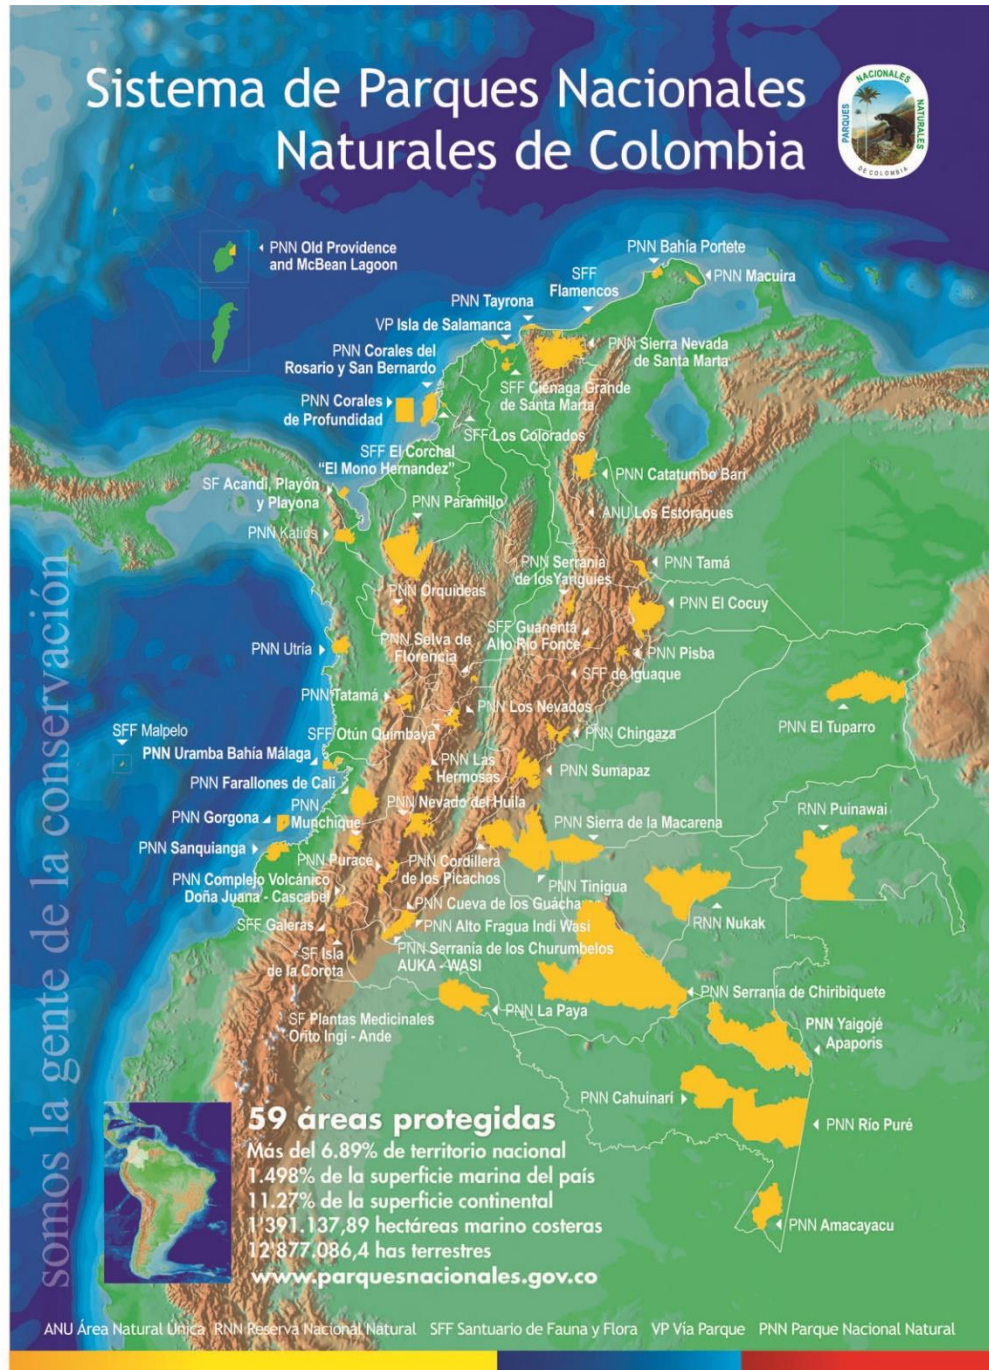 Sistema de Parques Nacionales
Naturales de Colombia
PARQUES
NACIONALES
NATURALES
DE COLOMBIA
PNN Old Providence
and McBean Lagoon
PNN Bahía Portete
SFF
Flamencos
PNN Macuira
PNN Tayrona
VP Isla de Salamanca
PNN Corales del
Rosario y San Bernardo
PNN Sierra Nevada
de Santa Marta
SFF Ciénaga Grande
de Santa Marta
PNN Corales
de Profundidad
SFF Los Colorados
SFF El Corchal
"El Mono Hernandez"
PNN Catatumbo Bari
SF Acandí, Playón
y Playona
PNN Paramillo
ANU Los Estoraques
PNN Katios
PNN Serranía
de los Yariguies
PNN Tamá
PNN Orquideas
PNN El Cocuy
SFF Guanentá
Alto Río Fonce
PNN Utría
PNN Selva de
Florencia
PNN Pisba
SFF de Iguaque
PNN Tatamá
PNN Los Nevados
PNN El Tuparro
SFF Malpelo
SFF Otún Quimbaya
PNN Chingaza
PNN Uramba Bahía Málaga
PNN Las
Hermosas
PNN Sumapaz
PNN Farallones de Cali
PNN
Munchique
PNN Nevado del Huila
PNN Gorgona
PNN Sierra de la Macarena
RNN Puinawai
PNN Sanquianga
PNN Purace
PNN Cordillera
de los Picachos
PNN Tinigua
PNN Complejo Volcánico
Doña Juana - Cascabel
PNN Cueva de los Guácharos
RNN Nukak
SFF Galeras
PNN Alto Fragua Indi Wasi
SF Isla
de la Corota
PNN Serranía de los Churumbelos
AUKA - WASI
PNN La Paya
PNN Serranía de Chiribiquete
SF Plantas Medicinales
Orito Ingi - Ande
PNN Yaigojé
Apaporis
PNN Cahuinarí
PNN Río Puré
PNN Amacayacu
somos la gente de la conservación
59 áreas protegidas
Más del 6.89% de territorio nacional
1.498% de la superficie marina del país
11.27% de la superficie continental
1'391.137,89 hectáreas marino costeras
12'877.086,4 has terrestres
www.parquesnacionales.gov.co
ANU Área Natural Única RNN Reserva Nacional Natural SFF Santuario de Fauna y Flora VP Vía Parque PNN Parque Nacional Natural